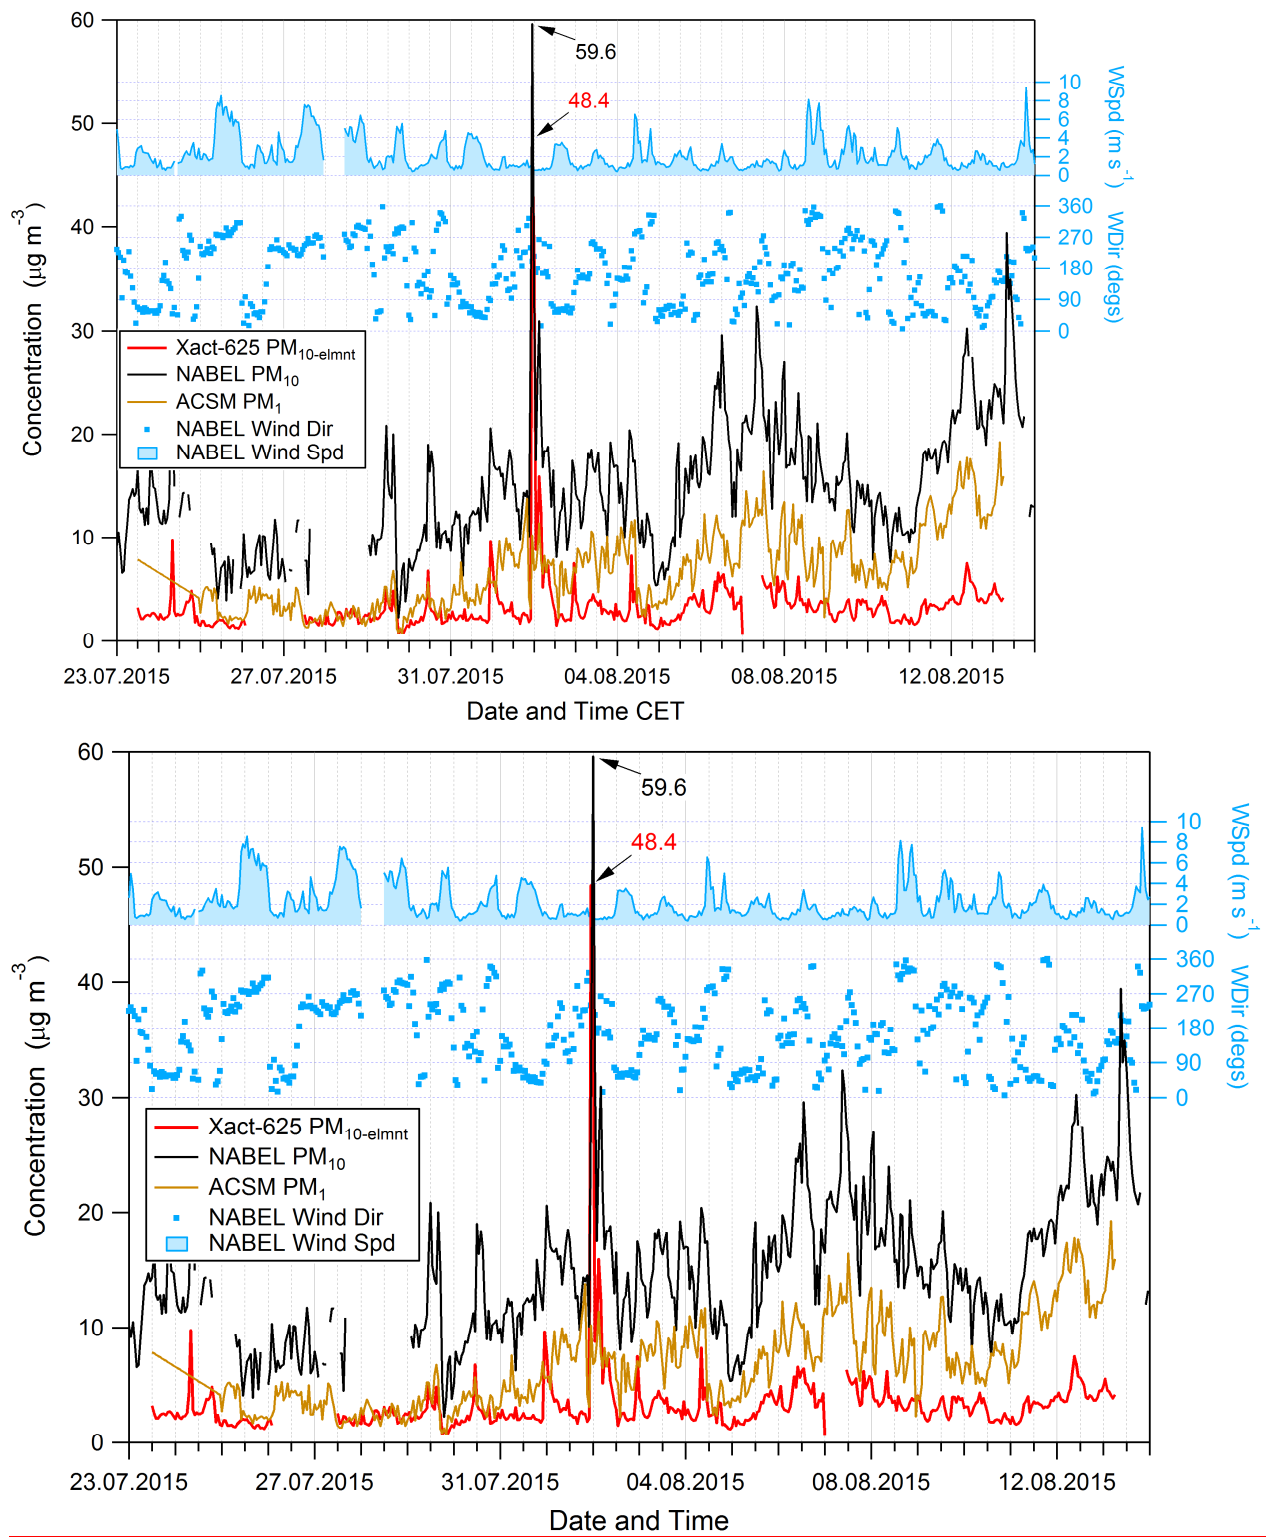 60
59.6
10
8
6
4
2
0
WSpd (m s⁻¹)
48.4
50
360
270
180
90
0
WDir (degs)
40
30
20
10
0
Concentration (µg m⁻³)
Xact-625 PM₁₀₋ₑₗₘₙₜ
NABEL PM₁₀
ACSM PM₁
NABEL Wind Dir
NABEL Wind Spd
23.07.2015 27.07.2015 31.07.2015 04.08.2015 08.08.2015 12.08.2015
Date and Time CET
60
59.6
10
8
6
4
2
0
WSpd (m s⁻¹)
48.4
50
360
270
180
90
0
WDir (degs)
40
30
20
10
0
Concentration (µg m⁻³)
Xact-625 PM₁₀₋ₑₗₘₙₜ
NABEL PM₁₀
ACSM PM₁
NABEL Wind Dir
NABEL Wind Spd
23.07.2015 27.07.2015 31.07.2015 04.08.2015 08.08.2015 12.08.2015
Date and Time